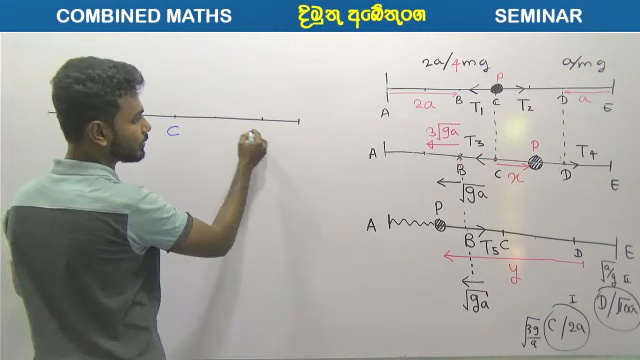 COMBINED MATHS
දිමුතු අබේතුංග
SEMINAR
2a/4mg
a/mg
P
2a
B
C
D
a
A
T1
T2
E
3√ga
T3
P
T4
A
B
C
x
D
E
√ga
P
A
B
T5
C
D
E
y
√ga
√a/g II
I
√3g/a
C/2a
C